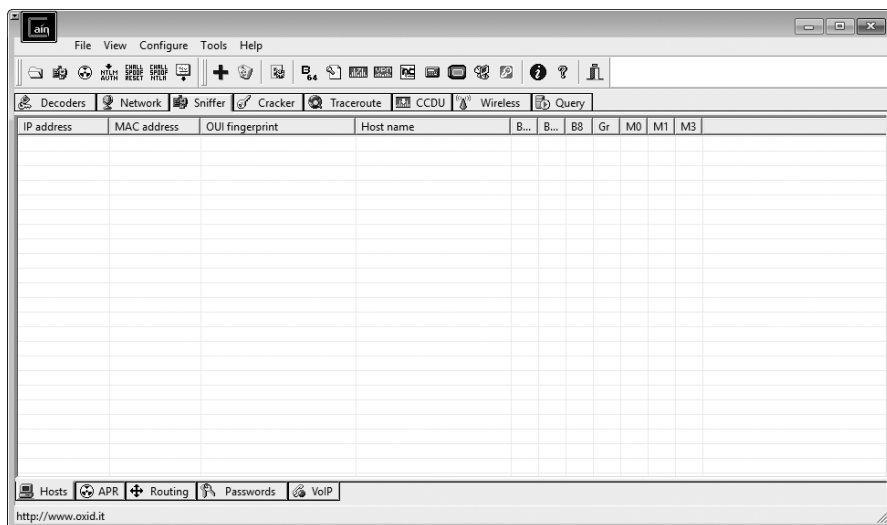 aín
File View Configure Tools Help
NTLM AUTH CHALL SPOOF RESET CHALL SPOOF NTLM B64
Decoders Network Sniffer Cracker Traceroute CCDU Wireless Query
IP address MAC address OUI fingerprint Host name B... B... B8 Gr M0 M1 M3
Hosts APR Routing Passwords VoIP
http://www.oxid.it